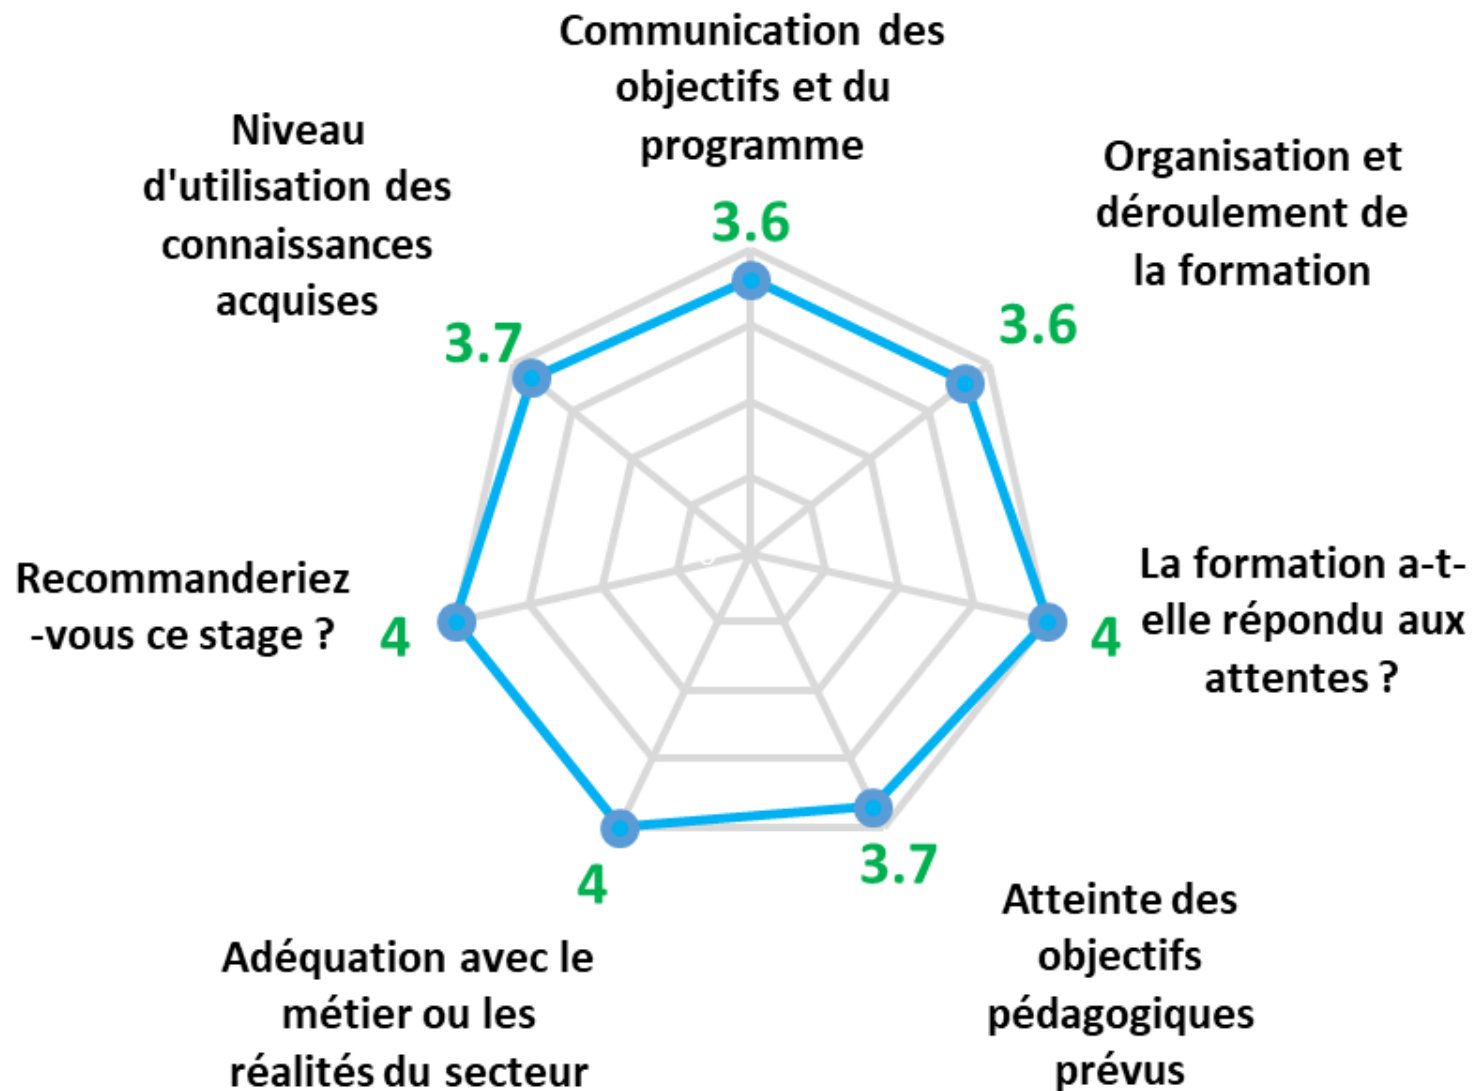 Communication des
objectifs et du
programme
3.6
Organisation et
déroulement de
la formation
3.6
La formation a-t-
elle répondu aux
attentes ?
4
Atteinte des
objectifs
pédagogiques
prévus
3.7
Adéquation avec le
métier ou les
réalités du secteur
4
Recommanderiez
-vous ce stage ?
4
Niveau
d'utilisation des
connaissances
acquises
3.7